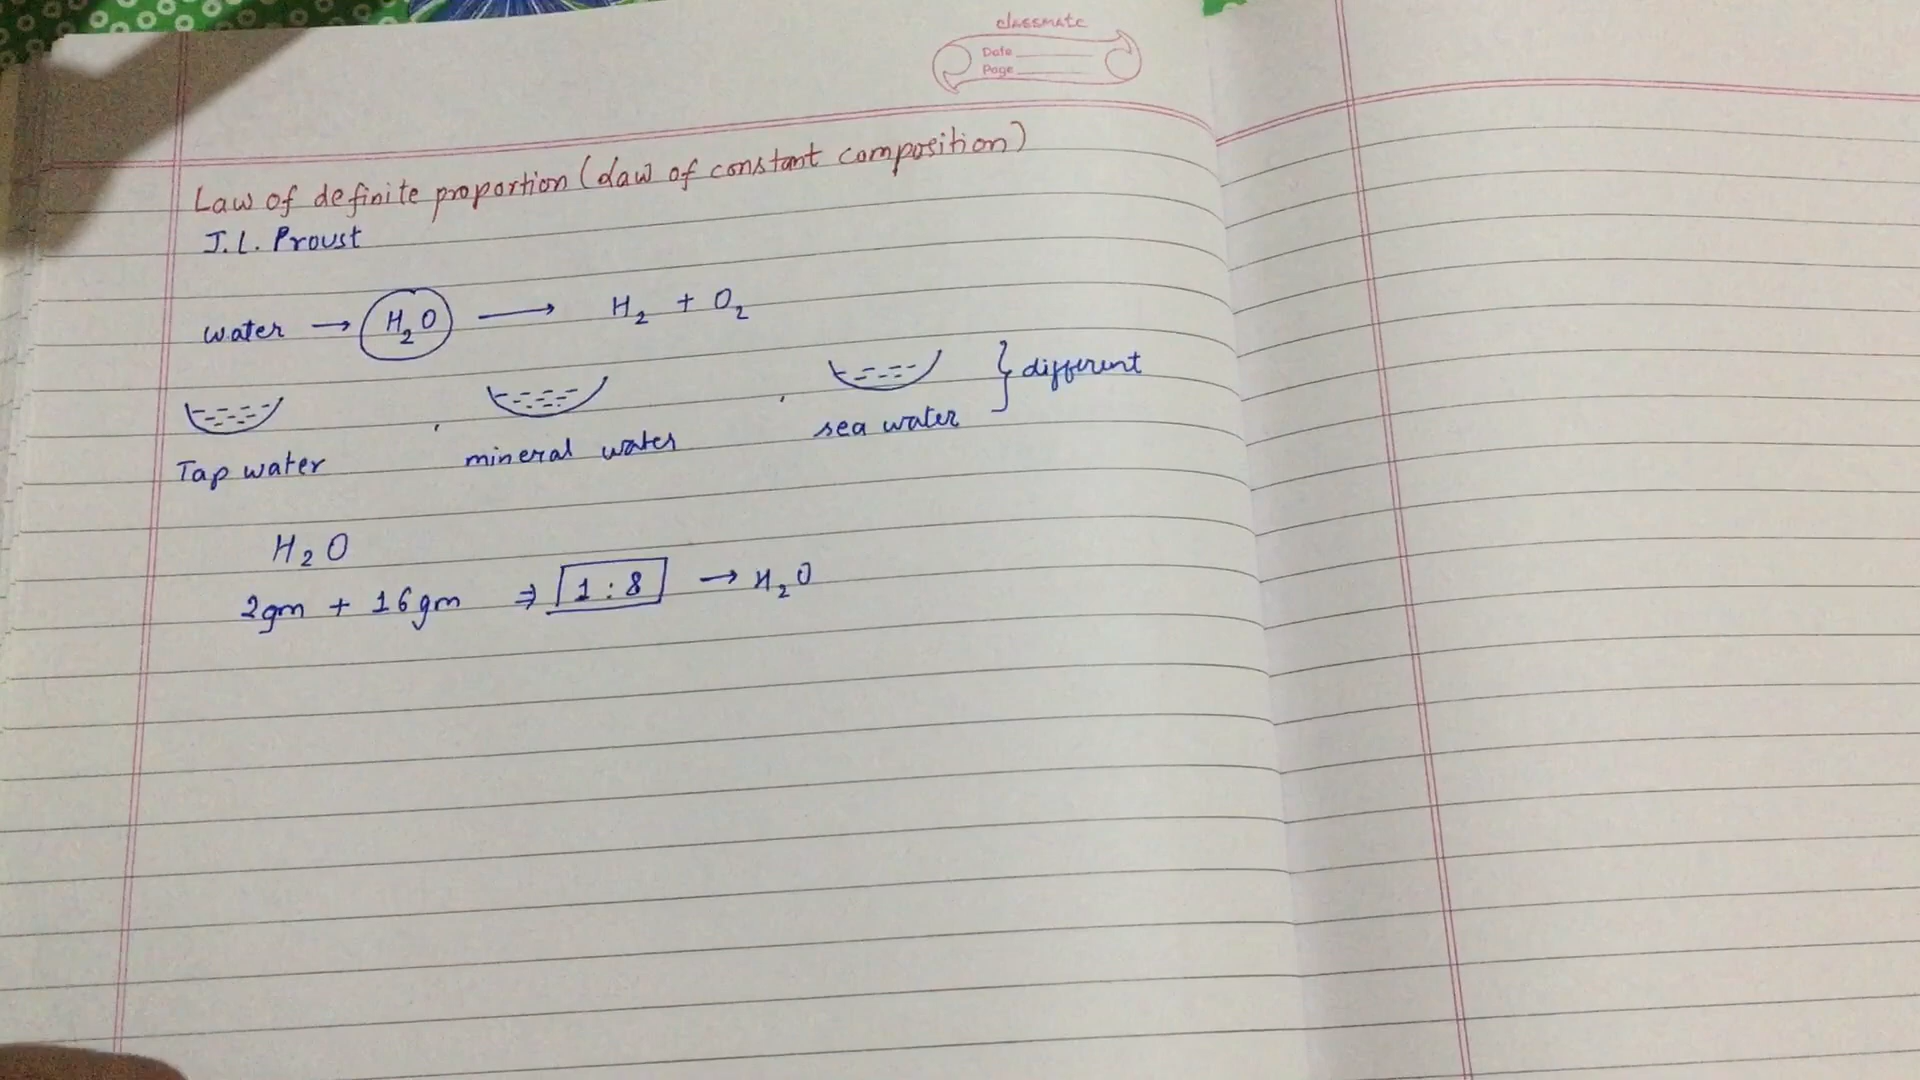 classmate
Date
Page
Law of definite proportion (Law of constant composition)
J.L. Proust
water → H₂O → H₂ + O₂
Tap water , mineral water , sea water } different
H₂O
2gm + 16gm ⇒ 1 : 8 → H₂O